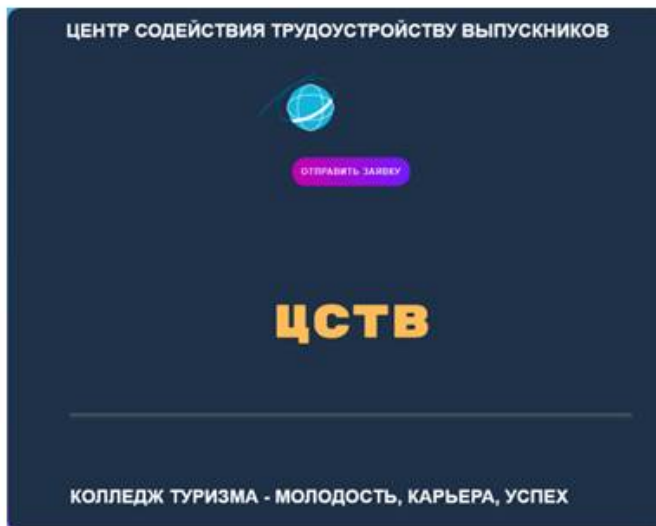 ЦЕНТР СОДЕЙСТВИЯ ТРУДОУСТРОЙСТВУ ВЫПУСКНИКОВ
ОТПРАВИТЬ ЗАЯВКУ
ЦСТВ
КОЛЛЕДЖ ТУРИЗМА - МОЛОДОСТЬ, КАРЬЕРА, УСПЕХ